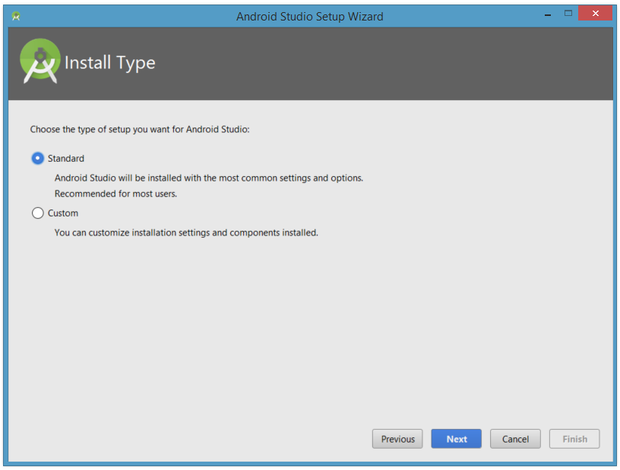 Android Studio Setup Wizard
Install Type
Choose the type of setup you want for Android Studio:
Standard
Android Studio will be installed with the most common settings and options.
Recommended for most users.
Custom
You can customize installation settings and components installed.
Previous
Next
Cancel
Finish